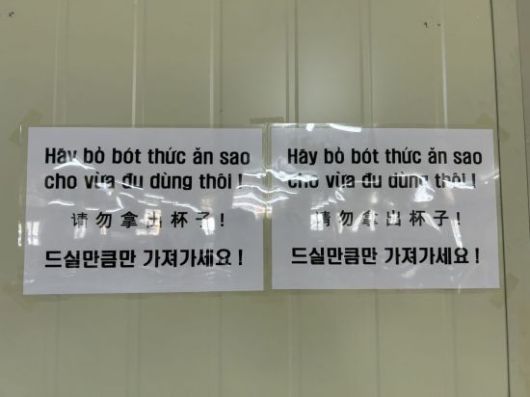 Hãy bỏ bót thức ăn sao
cho vừa đu dùng thôi !
请勿拿出杯子 !
드실만큼만 가져가세요 !
Hãy bỏ bót thức ăn sao
cho vừa đu dùng thôi !
请勿拿出杯子 !
드실만큼만 가져가세요 !